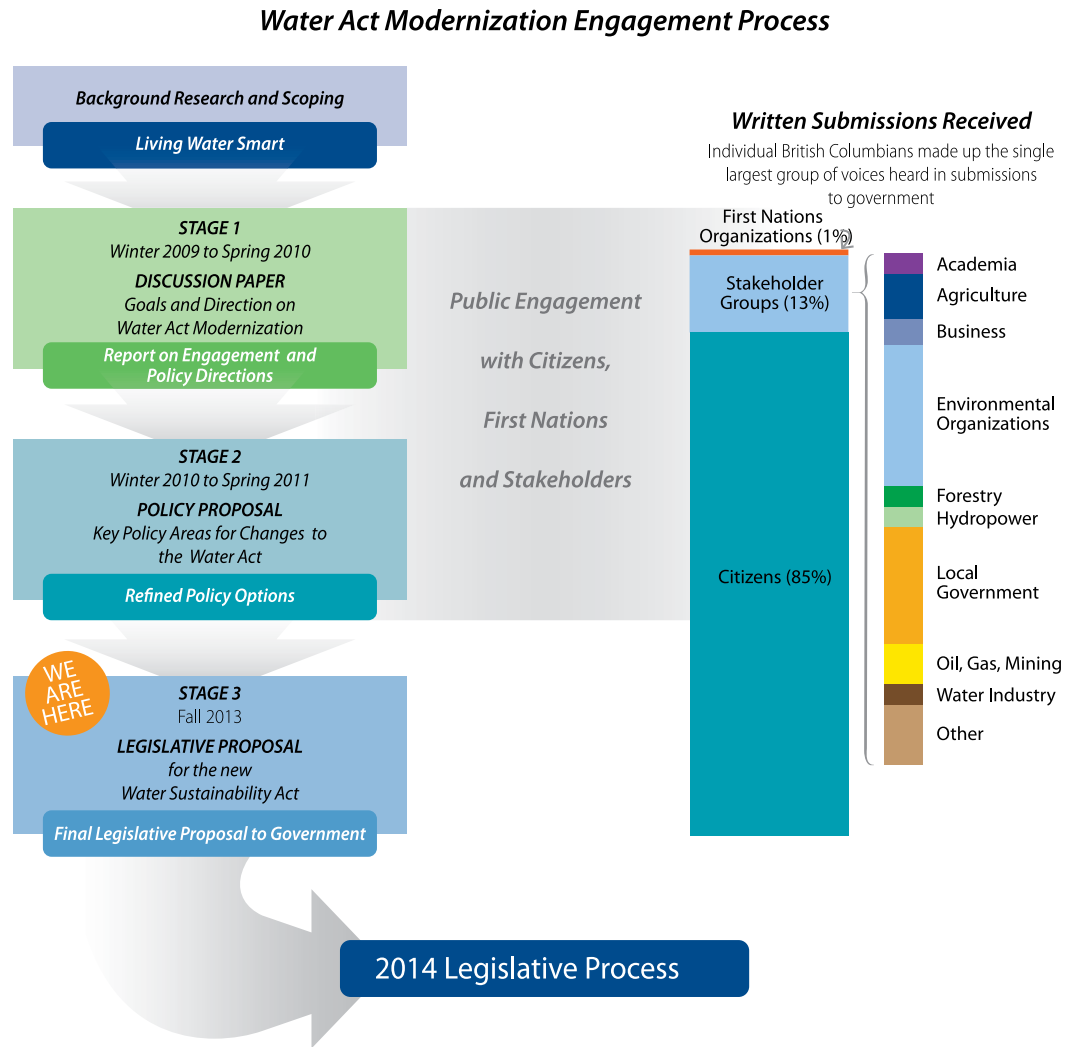 Water Act Modernization Engagement Process
Background Research and Scoping
Living Water Smart
STAGE 1
Winter 2009 to Spring 2010
DISCUSSION PAPER
Goals and Direction on
Water Act Modernization
Report on Engagement and
Policy Directions
STAGE 2
Winter 2010 to Spring 2011
POLICY PROPOSAL
Key Policy Areas for Changes to
the Water Act
Refined Policy Options
WE
ARE
HERE
STAGE 3
Fall 2013
LEGISLATIVE PROPOSAL
for the new
Water Sustainability Act
Final Legislative Proposal to Government
2014 Legislative Process
Public Engagement
with Citizens,
First Nations
and Stakeholders
Written Submissions Received
Individual British Columbians made up the single
largest group of voices heard in submissions
to government
First Nations
Organizations (1%)
Stakeholder
Groups (13%)
Citizens (85%)
Academia
Agriculture
Business
Environmental
Organizations
Forestry
Hydropower
Local
Government
Oil, Gas, Mining
Water Industry
Other